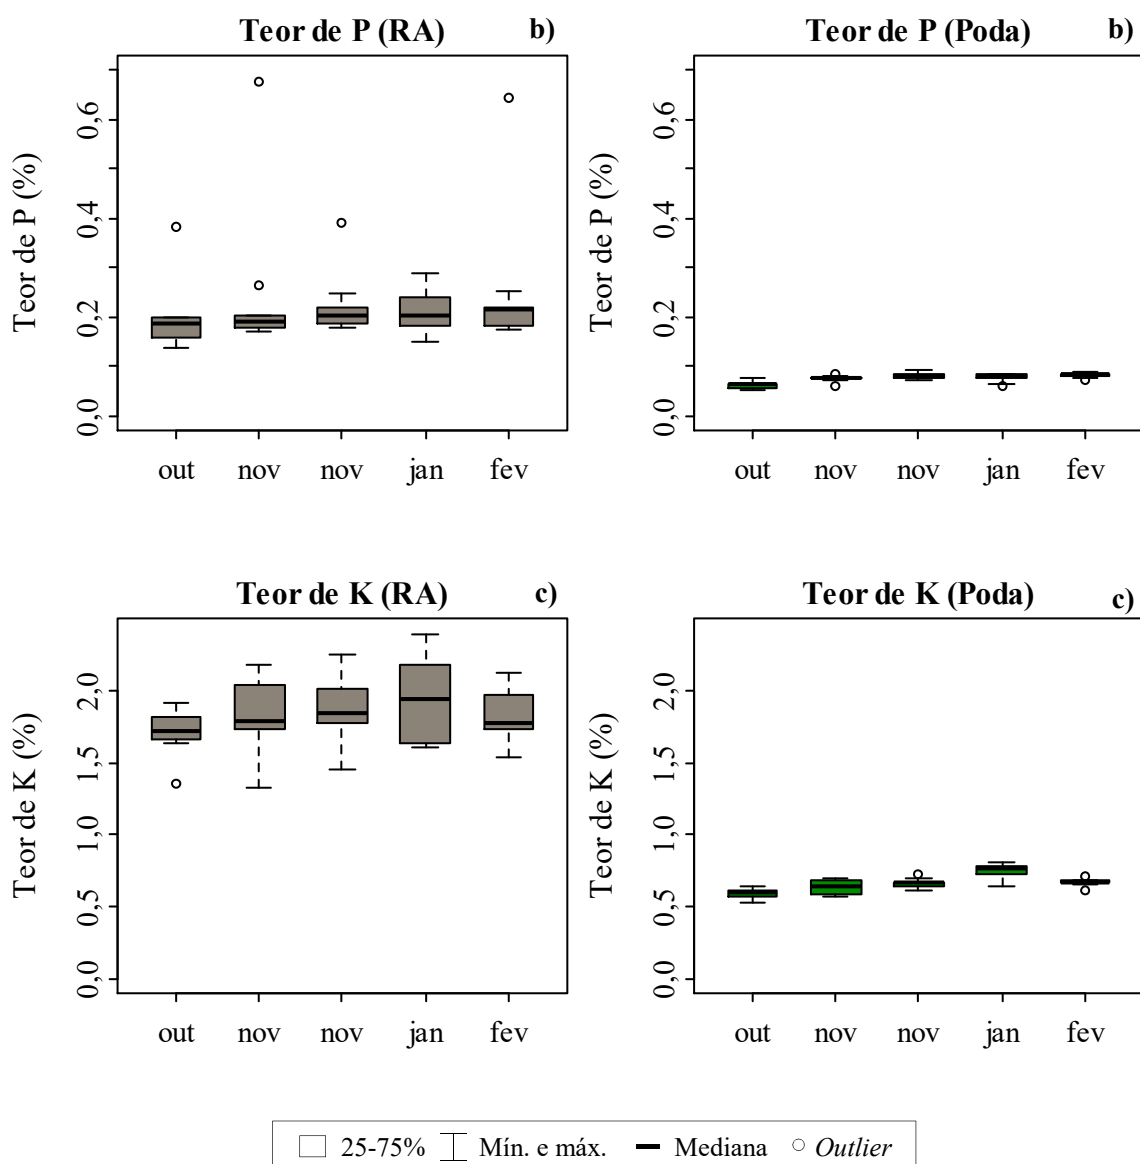 Teor de P (RA) b)
Teor de P (%)
0,6
0,4
0,2
0,0
out nov nov jan fev
Teor de P (Poda) b)
Teor de P (%)
0,6
0,4
0,2
0,0
out nov nov jan fev
Teor de K (RA) c)
Teor de K (%)
2,0
1,5
1,0
0,5
0,0
out nov nov jan fev
Teor de K (Poda) c)
Teor de K (%)
2,0
1,5
1,0
0,5
0,0
out nov nov jan fev
25-75% Mín. e máx. Mediana Outlier